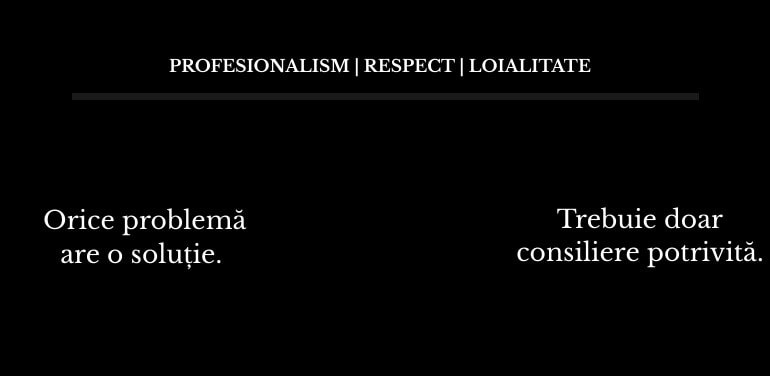 PROFESIONALISM | RESPECT | LOIALITATE
Orice problemă
are o soluție.
Trebuie doar
consiliere potrivită.